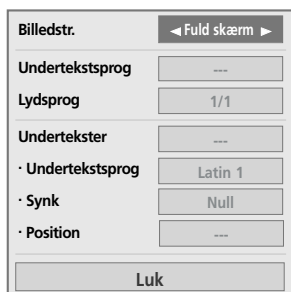 Billedstr. ◄ Fuld skærm ►
Undertekstsprog ---
Lydsprog 1/1
Undertekster ---
· Undertekstsprog Latin 1
· Synk Null
· Position ---
Luk